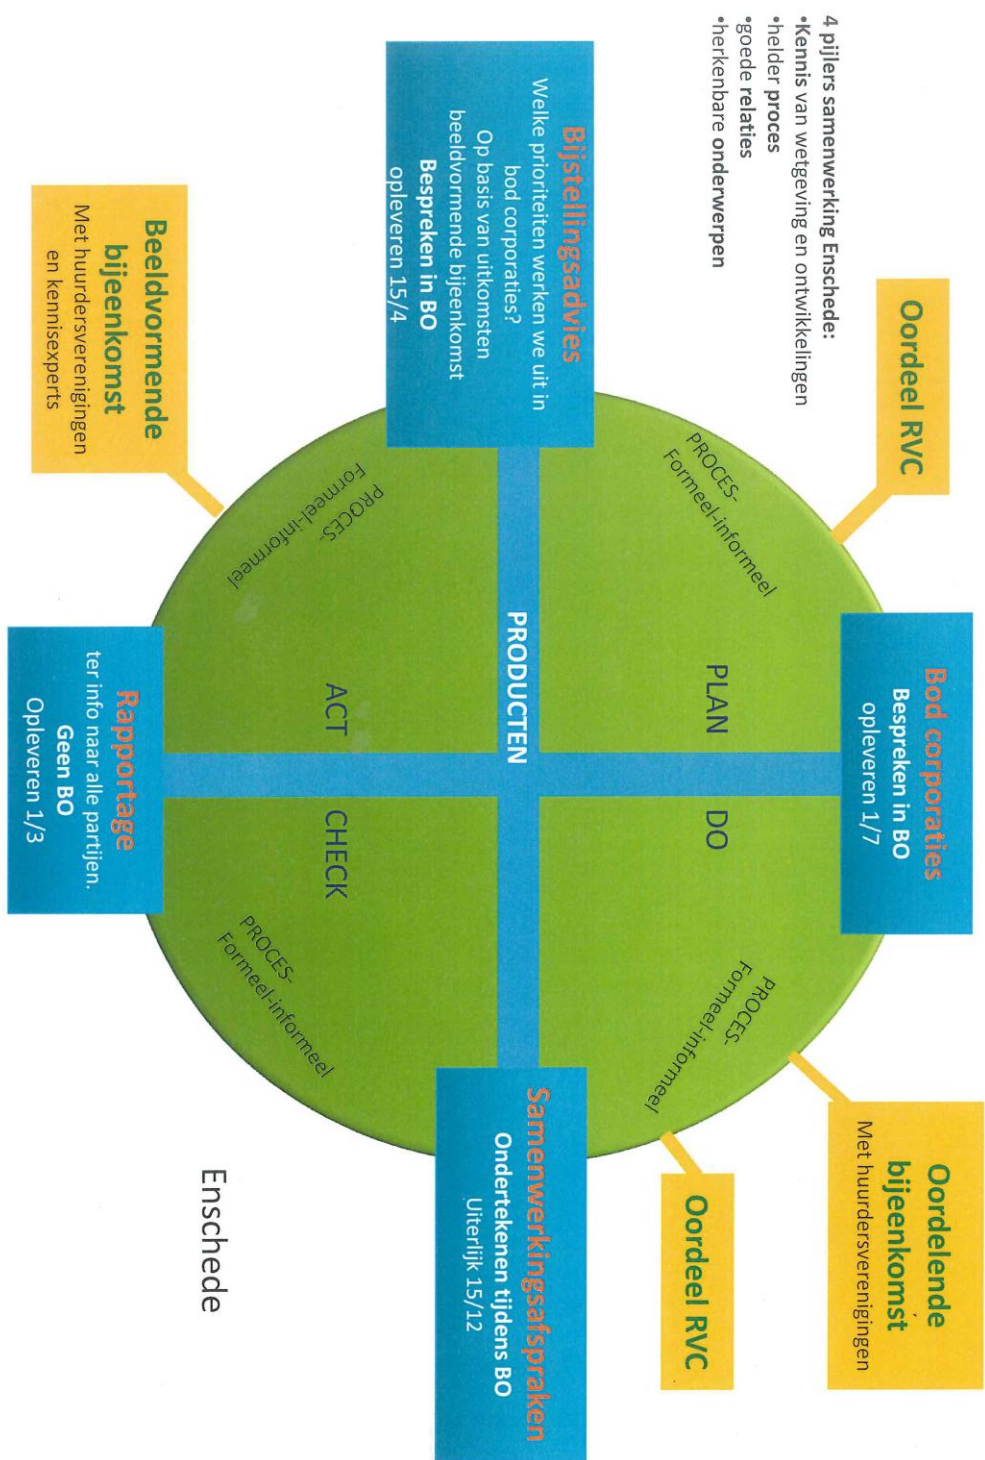 4 pijlers samenwerking Enschede:
•Kennis van wetgeving en ontwikkelingen
•helder proces
•goede relaties
•herkenbare onderwerpen
Oordeel RVC
Bod corporaties
Bespreken in BO
opleveren 1/7
Oordelende
bijeenkomst
Met huurdersverenigingen
Oordeel RVC
PROCES-
Formeel-informeel
PLAN
DO
PROCES-
Formeel-informeel
Bijstellingsadvies
Welke prioriteiten werken we uit in
bod corporaties?
Op basis van uitkomsten
beeldvormende bijeenkomst
Bespreken in BO
opleveren 15/4
PRODUCTEN
Samenwerkingsafspraken
Ondertekenen tijdens BO
Uiterlijk 15/12
PROCES-
Formeel-informeel
ACT
CHECK
PROCES-
Formeel-informeel
Beeldvormende
bijeenkomst
Met huurdersverenigingen
en kennisexperts
Rapportage
ter info naar alle partijen.
Geen BO
Opleveren 1/3
Enschede